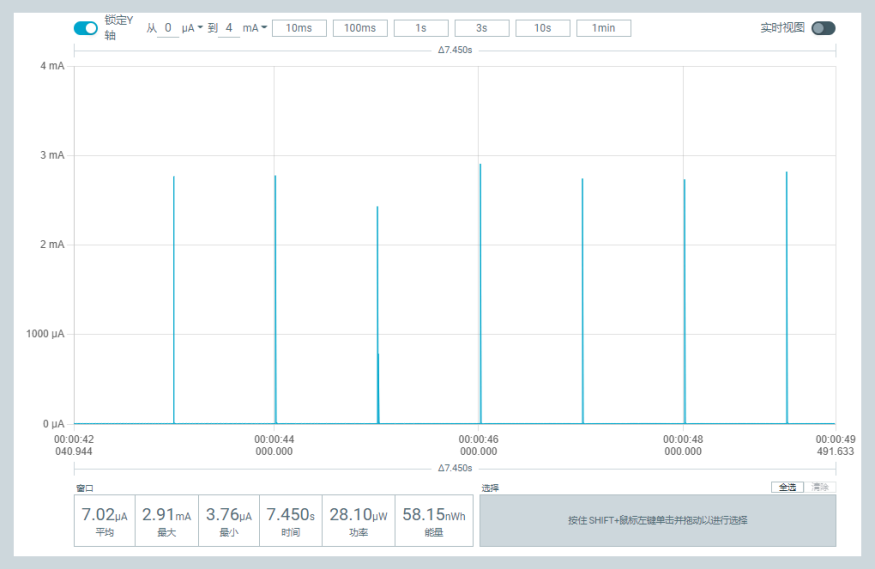 锁定Y轴 从 0 μA 到 4 mA 10ms 100ms 1s 3s 10s 1min 实时视图
Δ7.450s
4 mA
3 mA
2 mA
1000 μA
0 μA
00:00:42 00:00:44 00:00:46 00:00:48 00:00:49
040.944 000.000 000.000 000.000 491.633
Δ7.450s
窗口 选择 全选 清除
7.02μA 2.91mA 3.76μA 7.450s 28.10μW 58.15nWh
平均 最大 最小 时间 功率 能量
按住 SHIFT+鼠标左键单击并拖动以进行选择